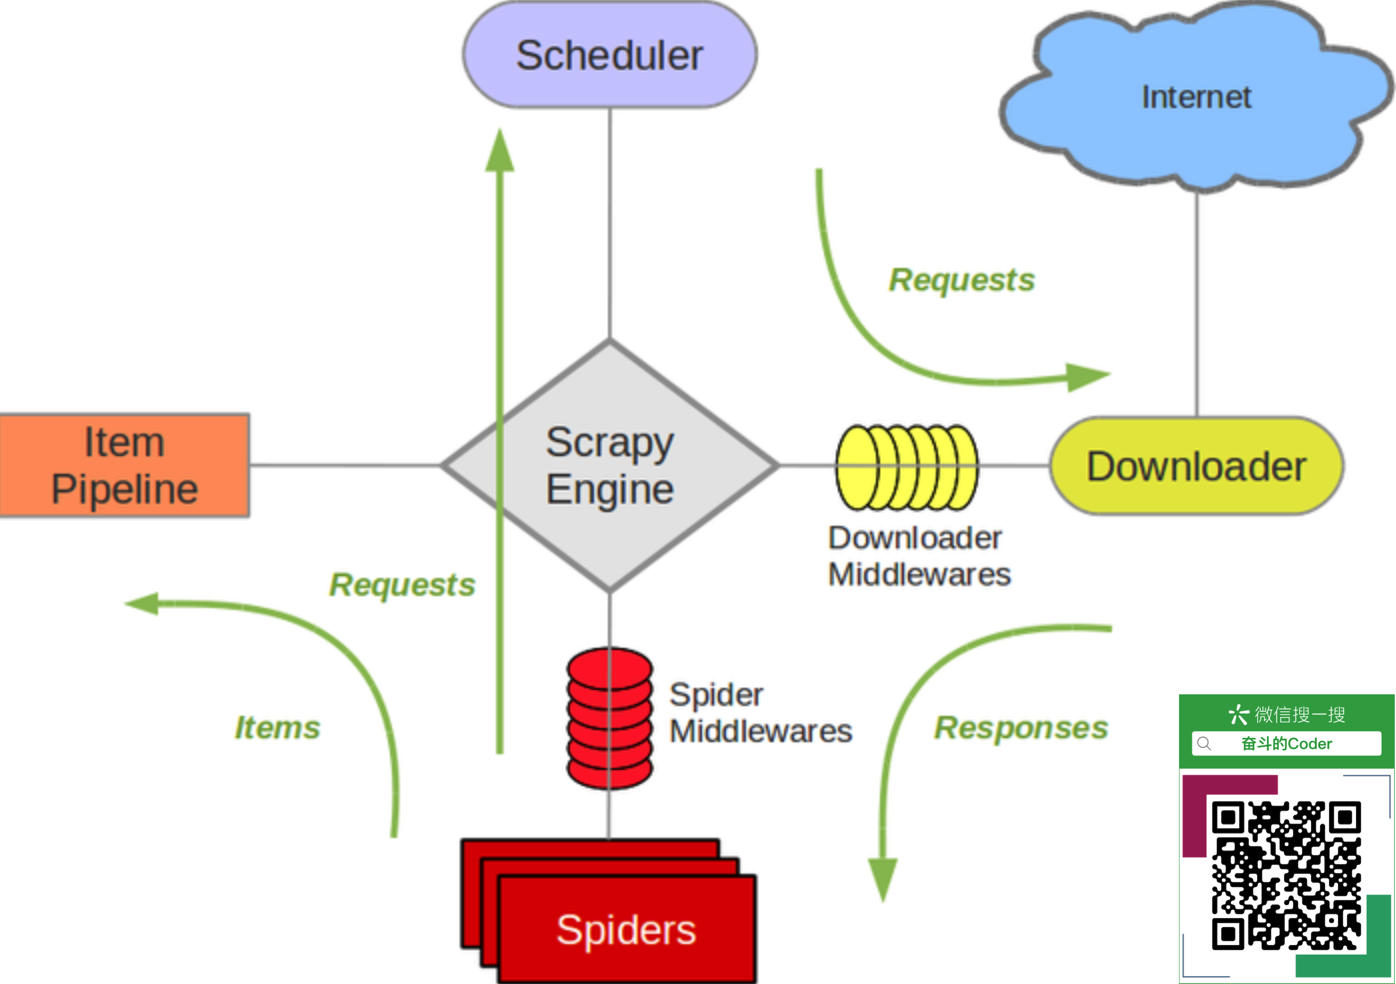 Scheduler
Internet
Requests
Item
Pipeline
Scrapy
Engine
Downloader
Downloader
Middlewares
Requests
Items
Spider
Middlewares
Responses
微信搜一搜
奋斗的Coder
Spiders